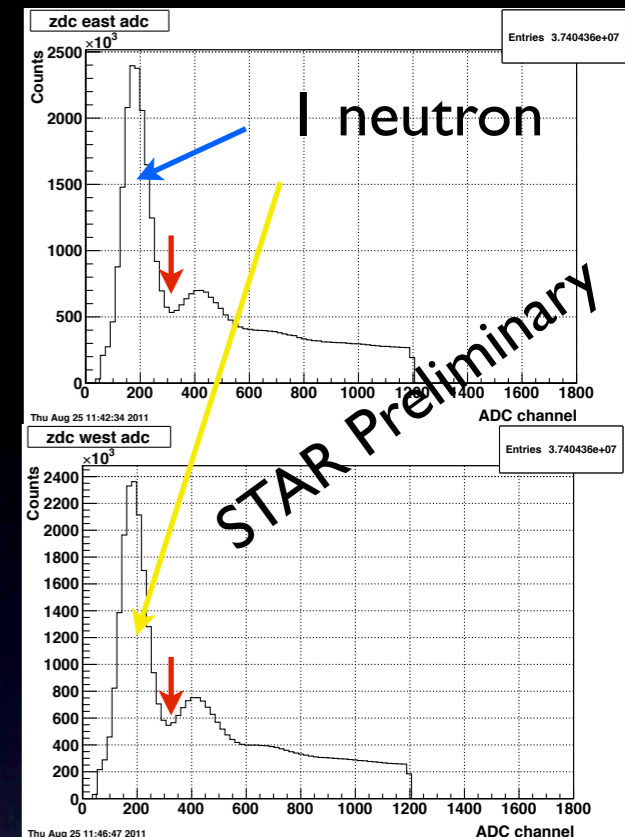 zdc east adc
Entries 3.740436e+07
×10³
Counts
2500
2000
1500
1000
500
0
0 200 400 600 800 1000 1200 1400 1600 1800
ADC channel
Thu Aug 25 11:42:34 2011
1 neutron
STAR Preliminary
zdc west adc
Entries 3.740436e+07
×10³
Counts
2400
2200
2000
1800
1600
1400
1200
1000
800
600
400
200
0
0 200 400 600 800 1000 1200 1400 1600 1800
ADC channel
Thu Aug 25 11:46:47 2011